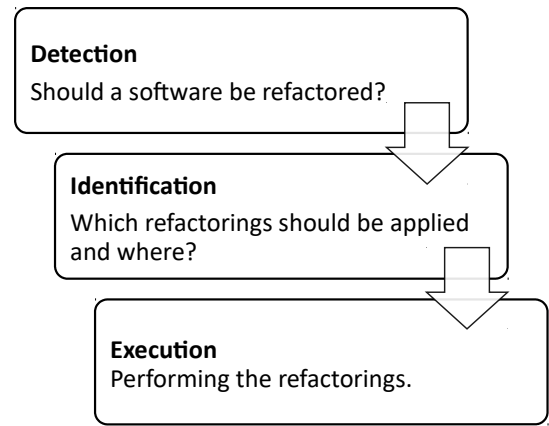 Detection
Should a software be refactored?
Identification
Which refactorings should be applied
and where?
Execution
Performing the refactorings.